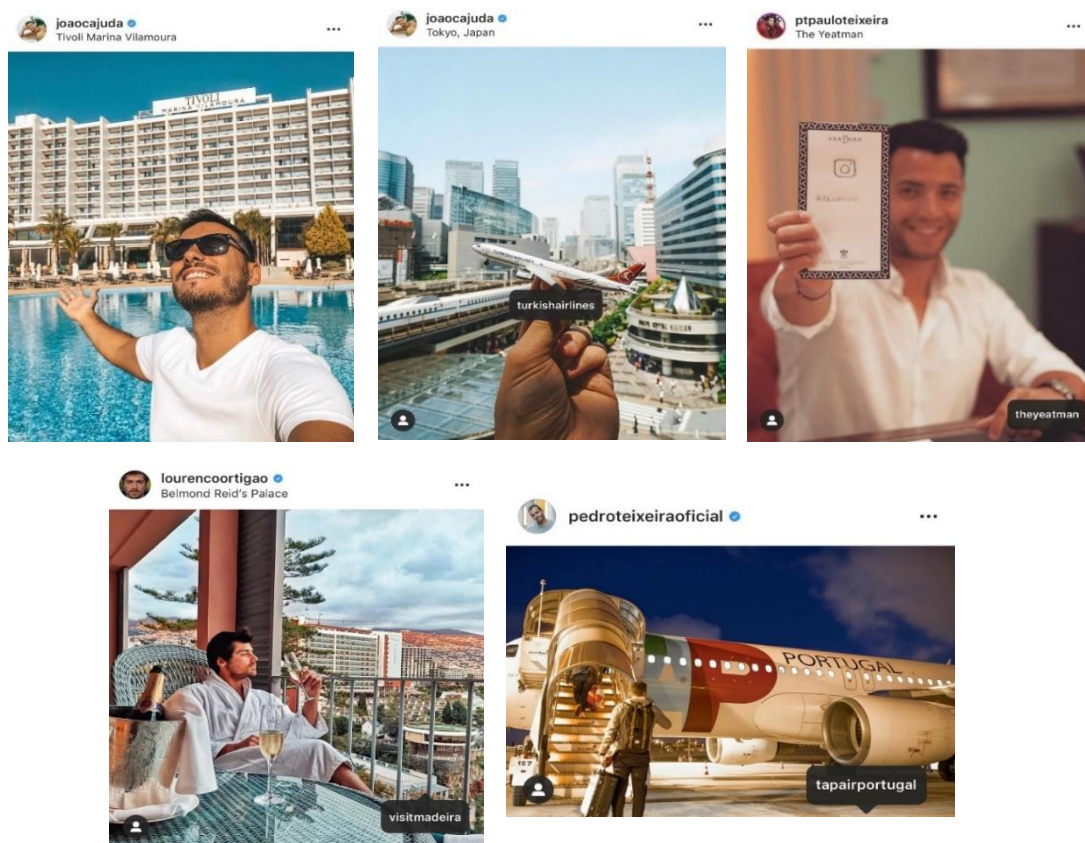 joaocajuda
Tivoli Marina Vilamoura
TIVOLI
MARINA VILAMOURA
joaocajuda
Tokyo, Japan
turkishairlines
ptpauloteixeira
The Yeatman
YEATMAN
theyeatman
lourencoortigao
Belmond Reid's Palace
visitmadeira
pedroteixeiraoficial
PORTUGAL
157
tapairportugal